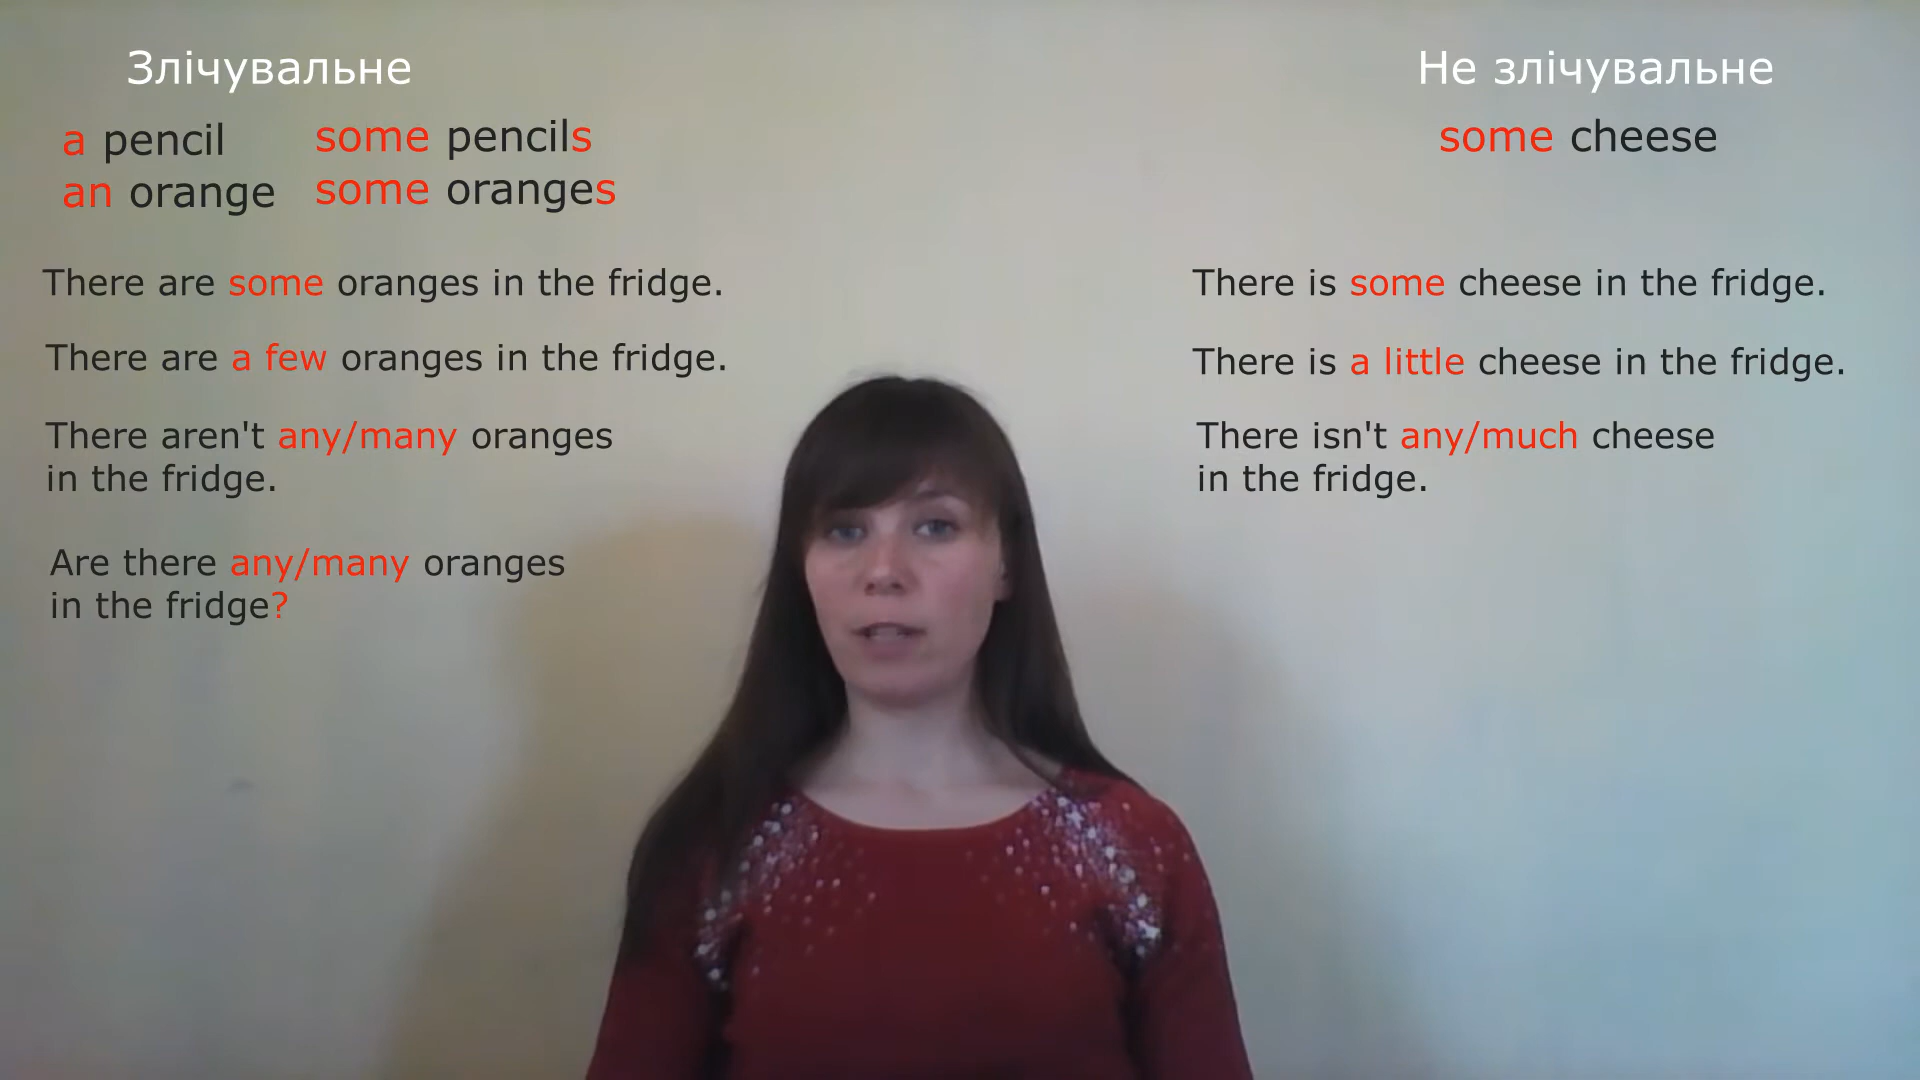 Злічувальне
a pencil some pencils
an orange some oranges
There are some oranges in the fridge.
There are a few oranges in the fridge.
There aren't any/many oranges
in the fridge.
Are there any/many oranges
in the fridge?
Не злічувальне
some cheese
There is some cheese in the fridge.
There is a little cheese in the fridge.
There isn't any/much cheese
in the fridge.